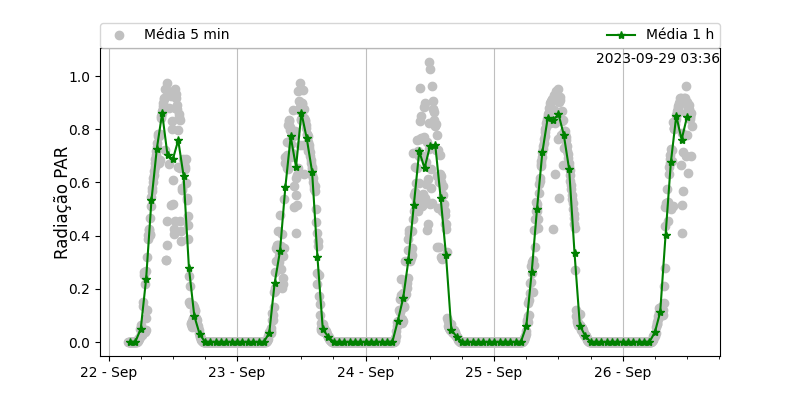 Média 5 min
Média 1 h
2023-09-29 03:36
Radiação PAR
1.0
0.8
0.6
0.4
0.2
0.0
22 - Sep
23 - Sep
24 - Sep
25 - Sep
26 - Sep